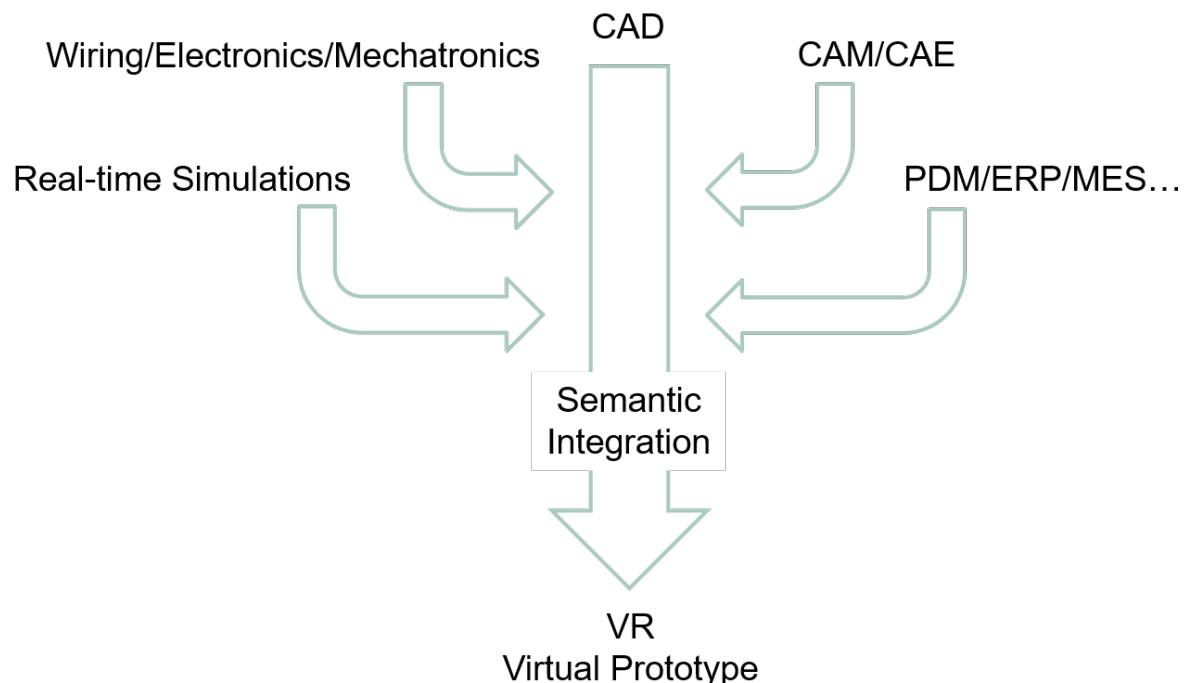 CAD
Wiring/Electronics/Mechatronics
CAM/CAE
Real-time Simulations
PDM/ERP/MES…
Semantic
Integration
VR
Virtual Prototype